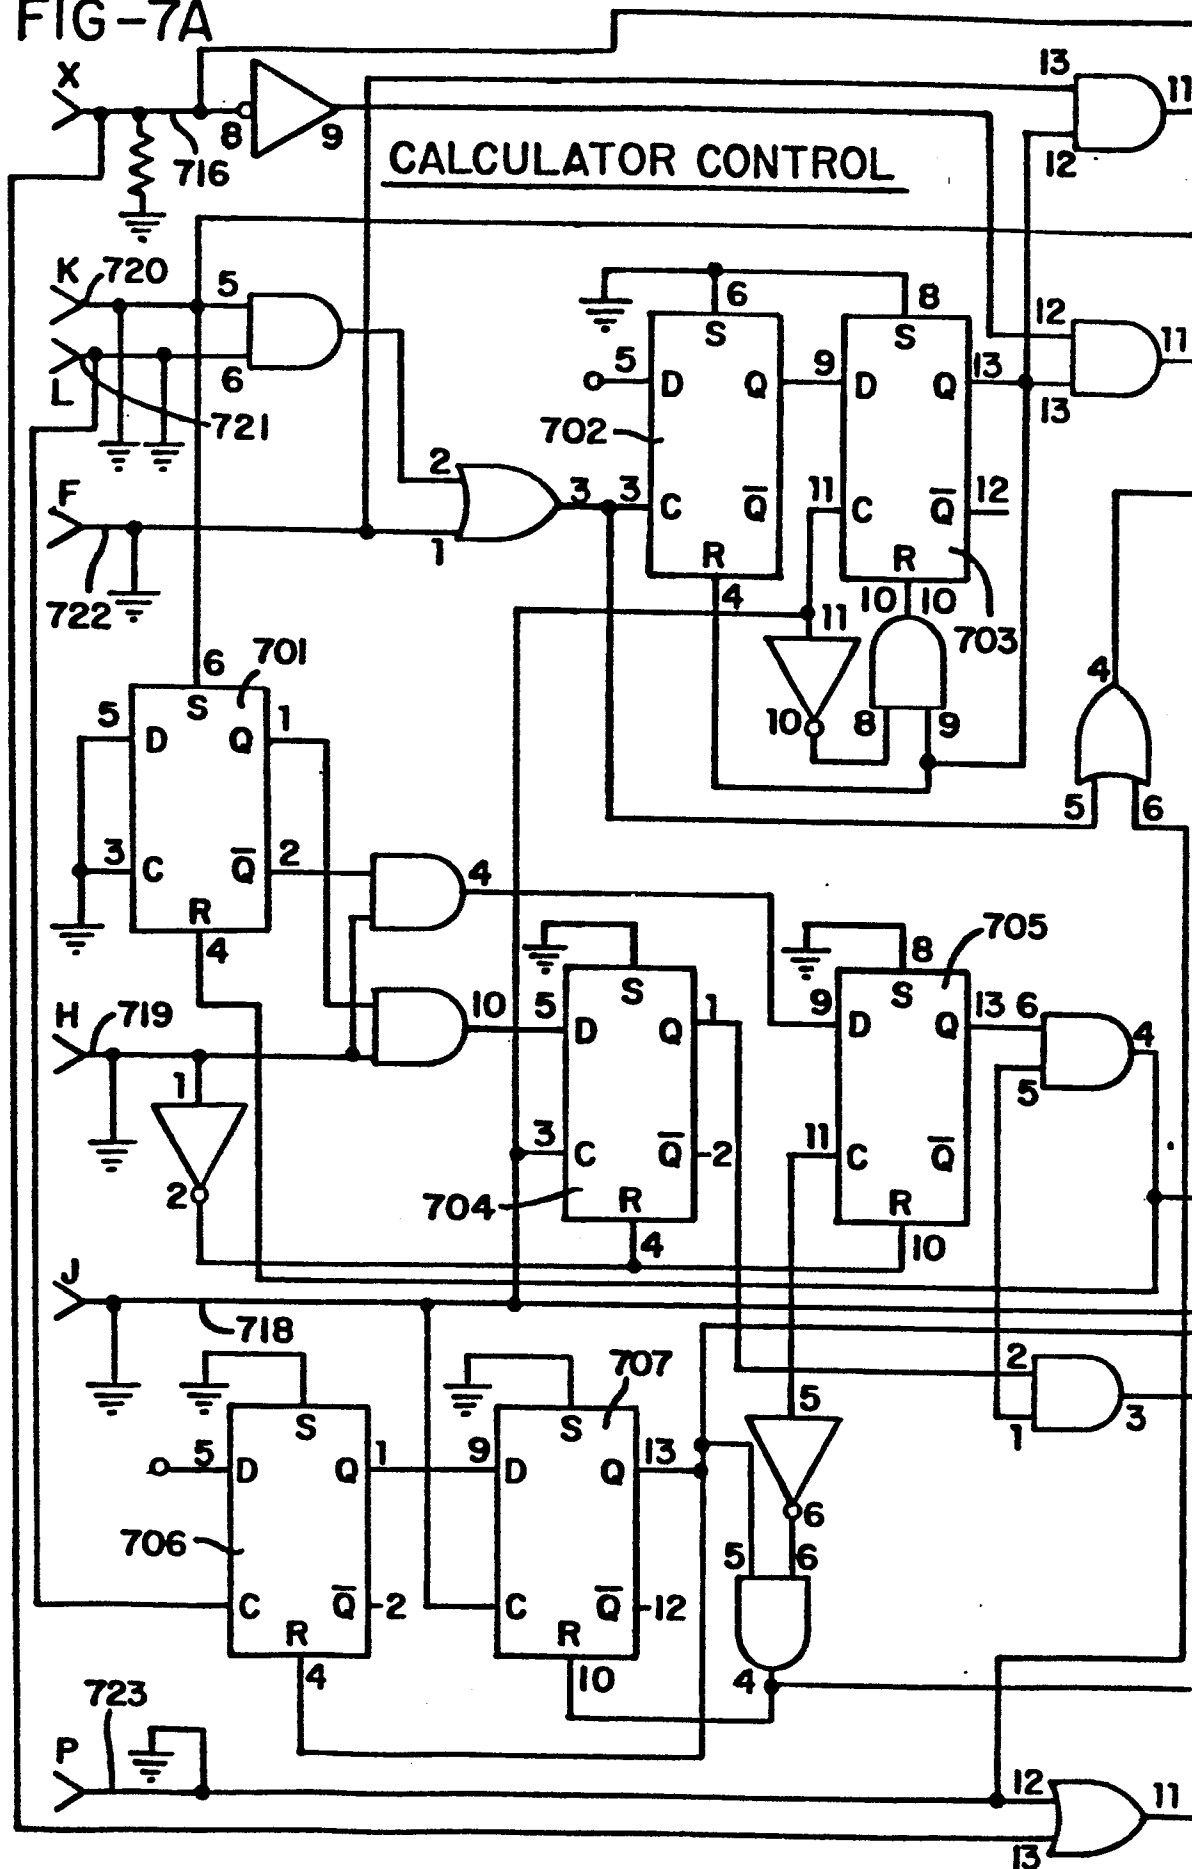 FIG-7A
X
13
11
8
9
716
12
CALCULATOR CONTROL
K 720 5
6 8
12
11
S S
L
6
5 D Q 9 D Q 13
13
721
702
F
2
3 3 C Q̅ 11 C Q̅ 12
1
R R
722
4 11 10 10
703
701
6
4
S
5 D Q 1
10 8 9
5 6
3 C Q̅ 2
4
R
4
705
8
S S
H 719
10 5 D Q 1 9 D Q 13 6
4
5
1
3 C Q̅ 2 11 C Q̅
2
704
R R
4 10
J
718
707
2
S S
5
3
1
5 D Q 1 9 D Q 13
6
706
5 6
C Q̅ 2 C Q̅ 12
R R
4 10
4
723
P
12
11
13